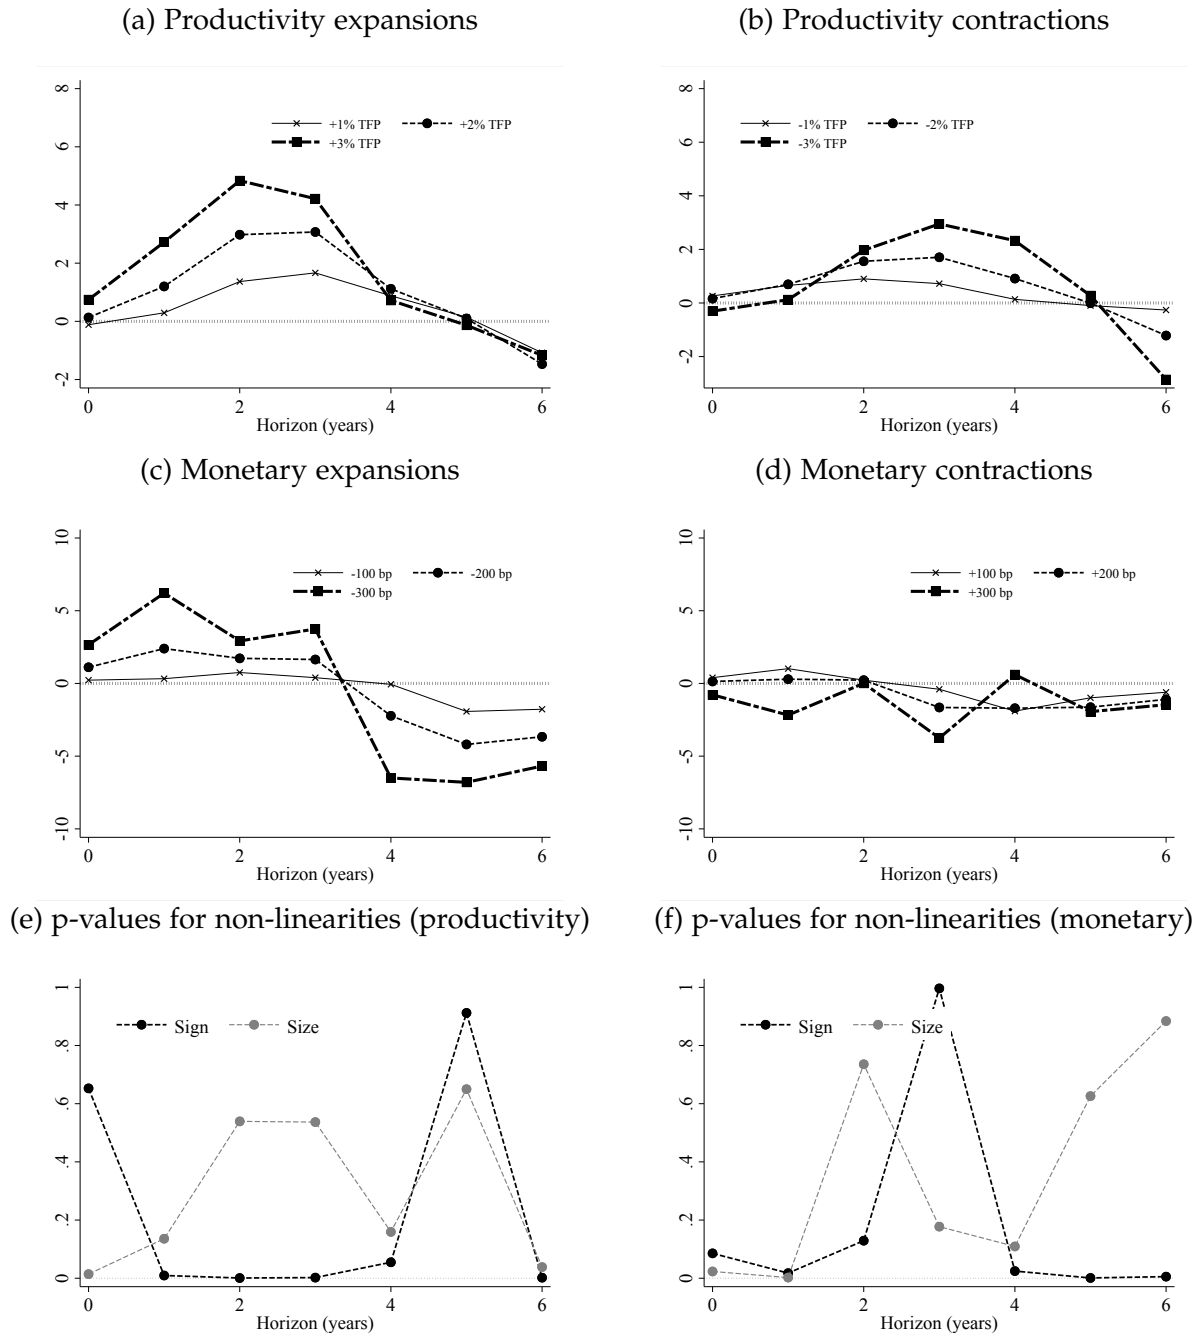 (a) Productivity expansions
(b) Productivity contractions
8
6
4
2
0
-2
+1% TFP
+2% TFP
+3% TFP
0 2 4 6
Horizon (years)
8
6
4
2
0
-2
-1% TFP
-2% TFP
-3% TFP
0 2 4 6
Horizon (years)
(c) Monetary expansions
(d) Monetary contractions
10
5
0
-5
-10
-100 bp
-200 bp
-300 bp
0 2 4 6
Horizon (years)
10
5
0
-5
-10
+100 bp
+200 bp
+300 bp
0 2 4 6
Horizon (years)
(e) p-values for non-linearities (productivity)
(f) p-values for non-linearities (monetary)
1
.8
.6
.4
.2
0
Sign
Size
0 2 4 6
Horizon (years)
1
.8
.6
.4
.2
0
Sign
Size
0 2 4 6
Horizon (years)